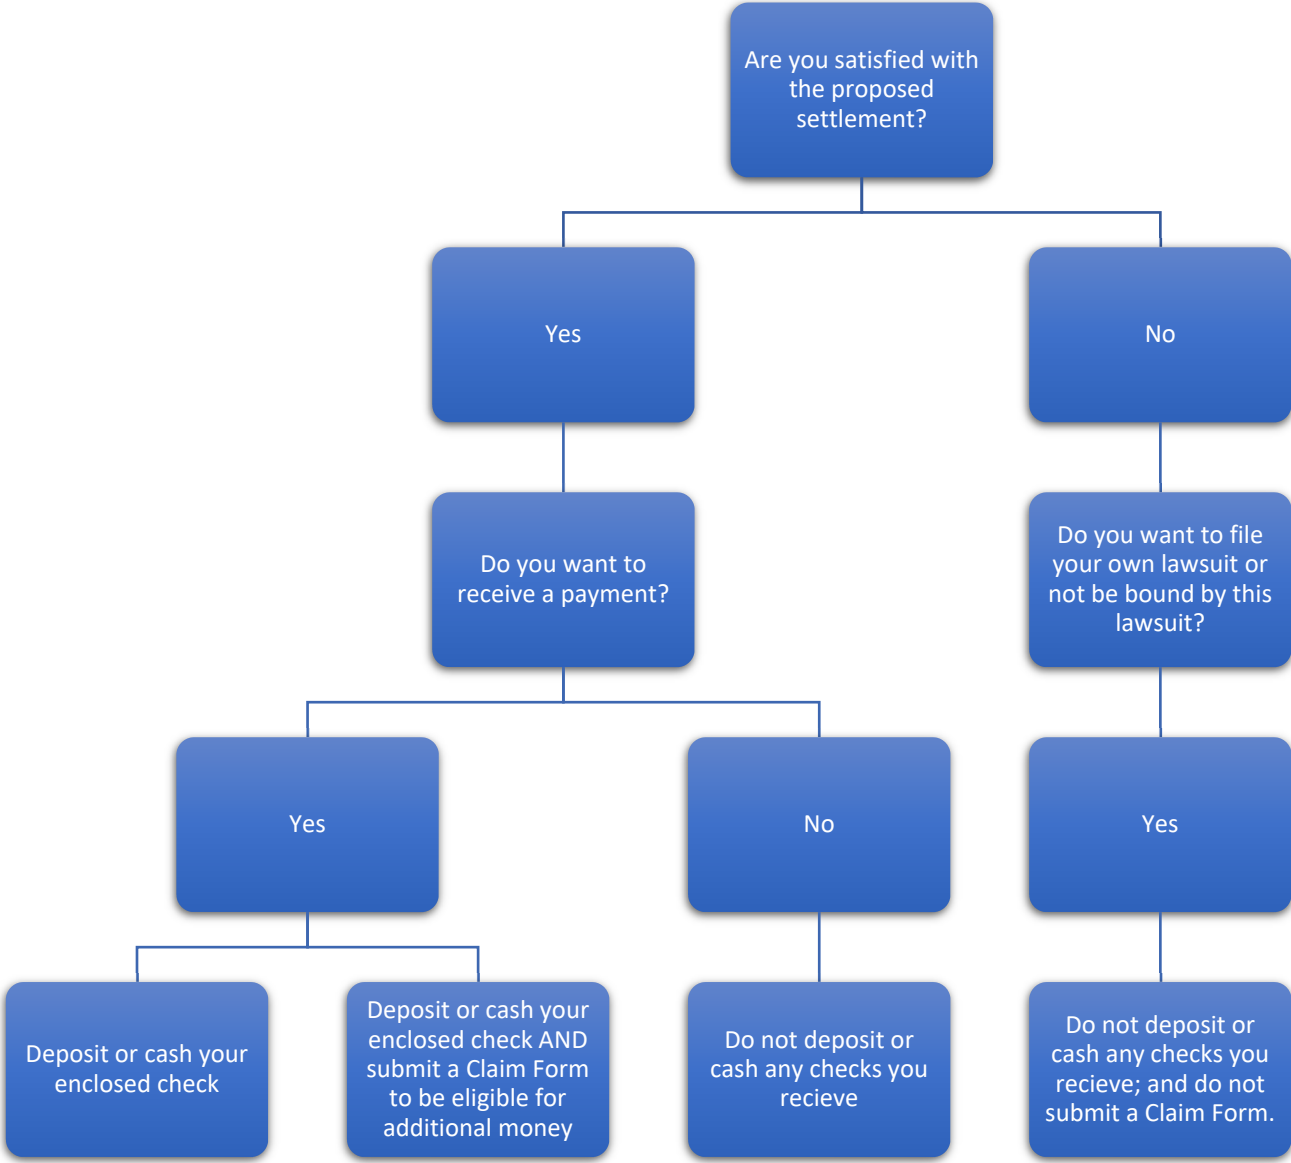 Are you satisfied with
the proposed
settlement?
Yes
No
Do you want to
receive a payment?
Do you want to file
your own lawsuit or
not be bound by this
lawsuit?
Yes
No
Yes
Deposit or cash your
enclosed check
Deposit or cash your
enclosed check AND
submit a Claim Form
to be eligible for
additional money
Do not deposit or
cash any checks you
recieve
Do not deposit or
cash any checks you
recieve; and do not
submit a Claim Form.